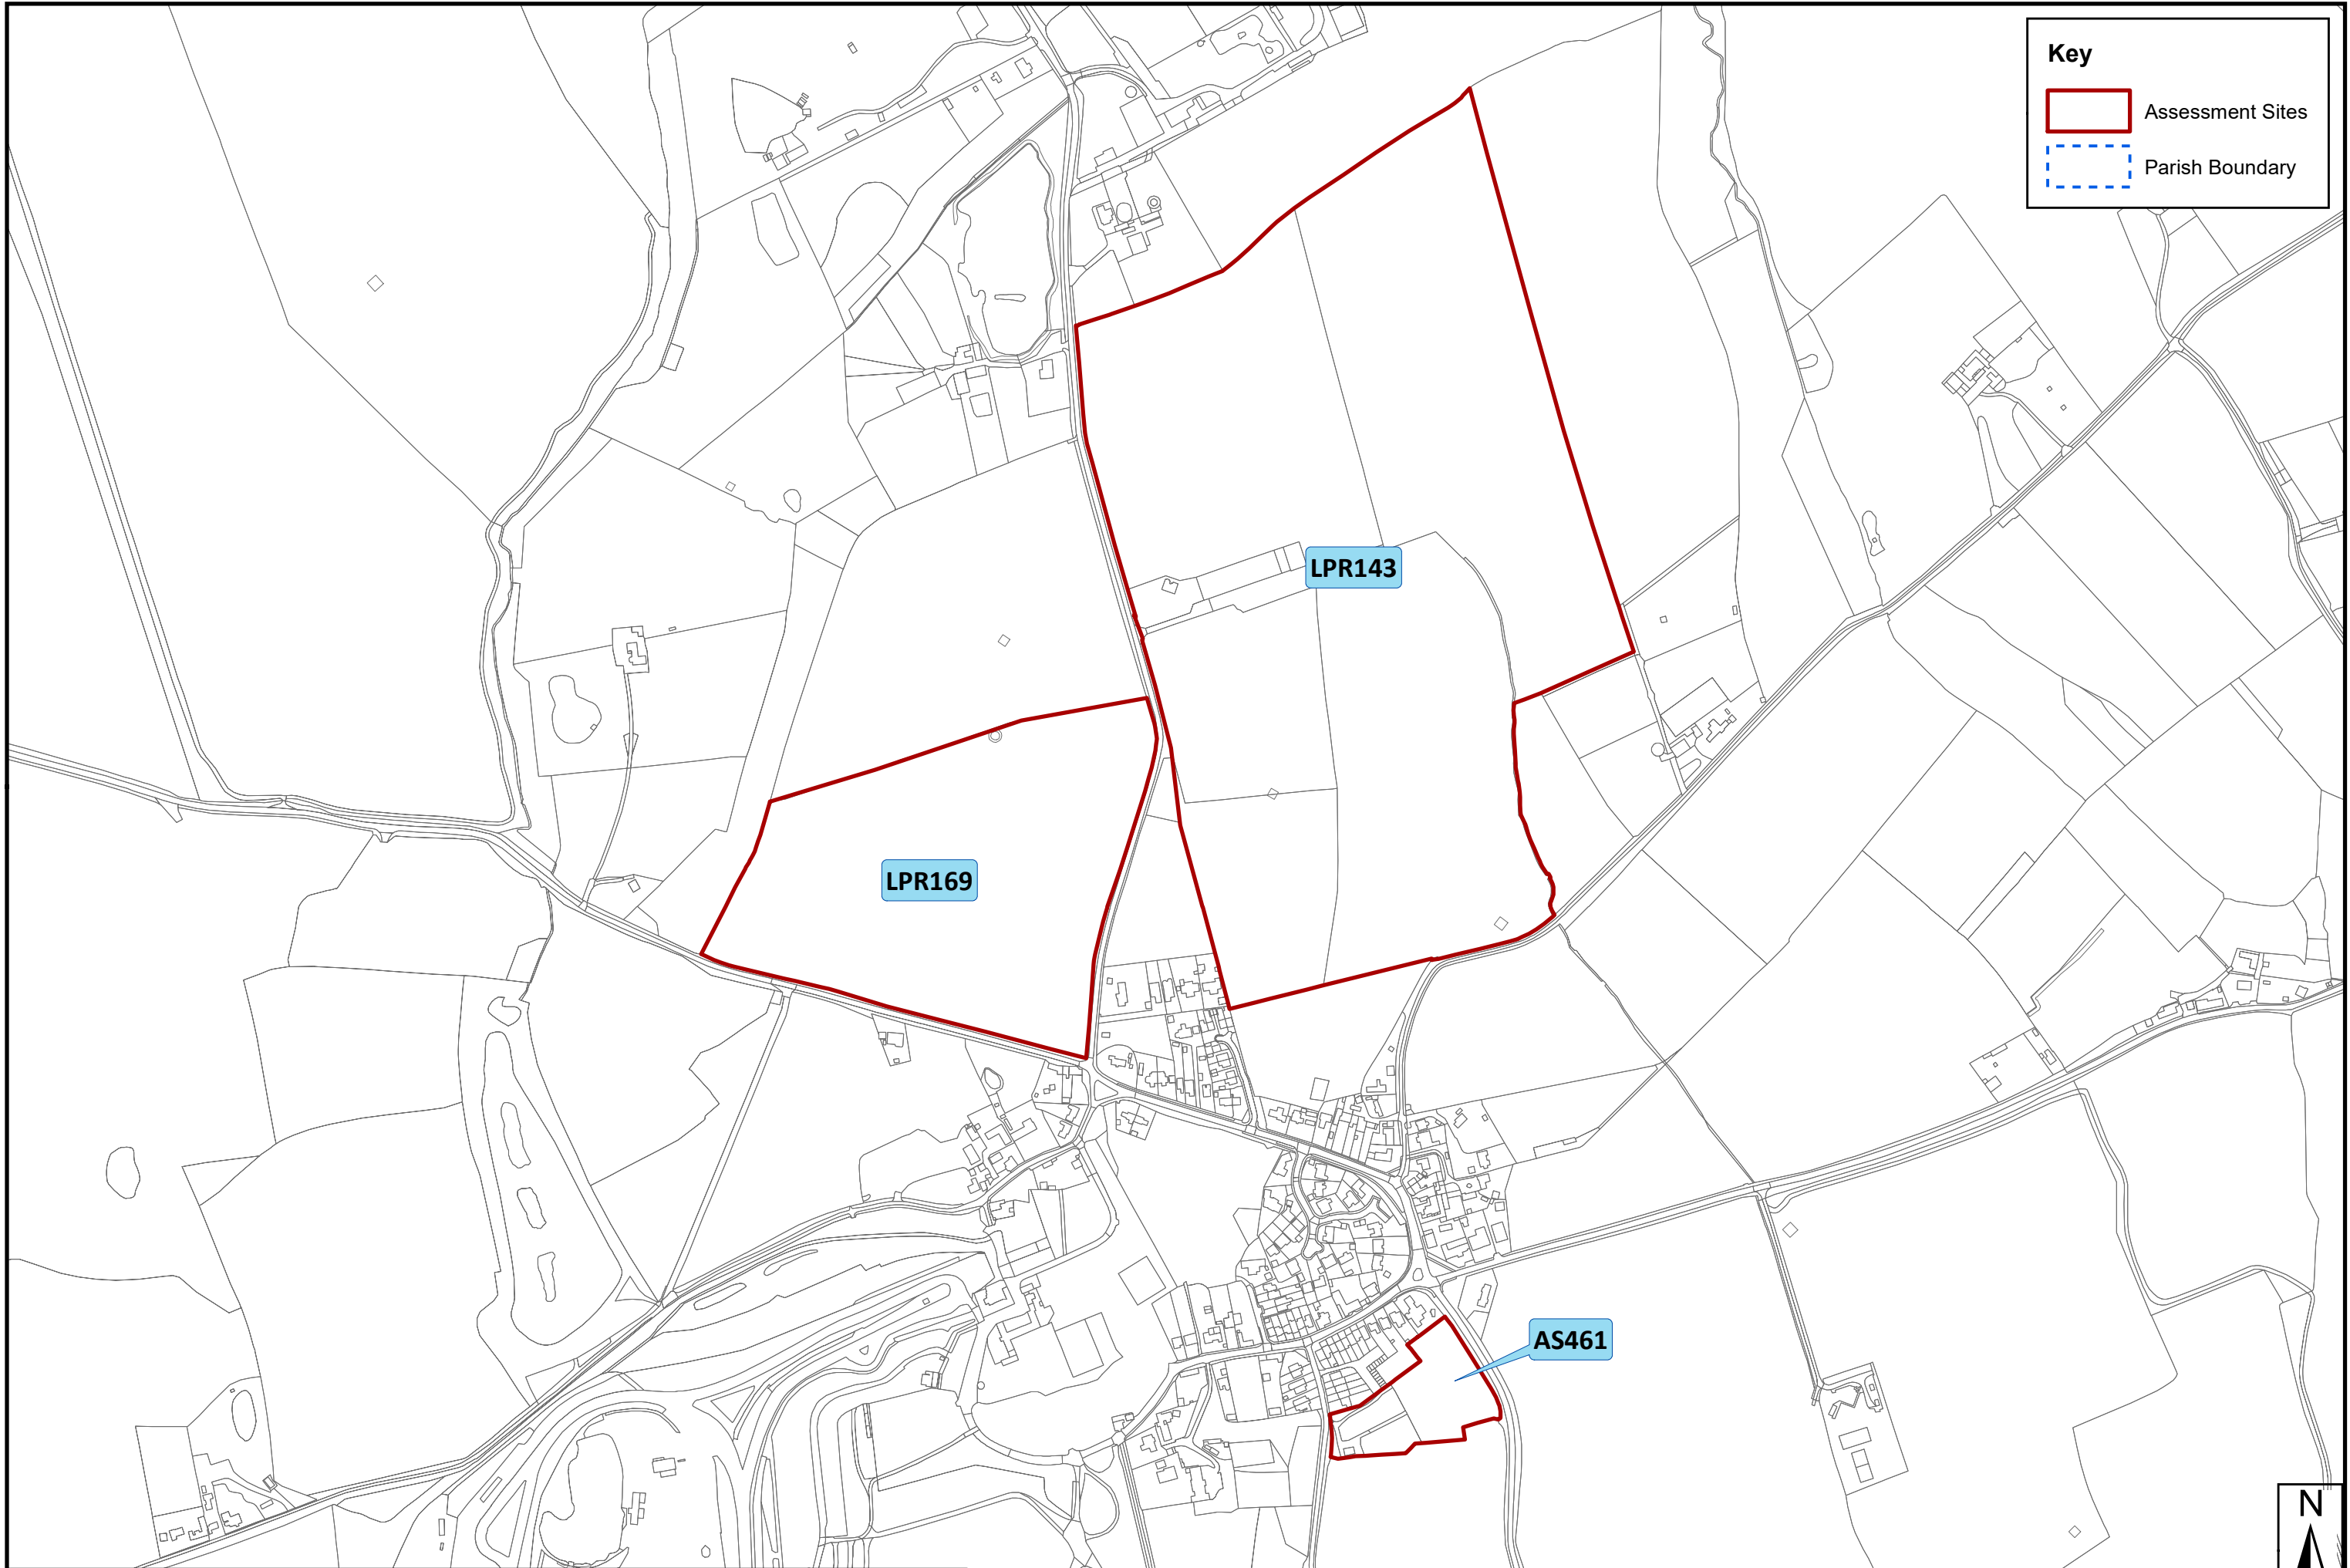 Key
Assessment Sites
Parish Boundary
LPR143
LPR169
AS461
N